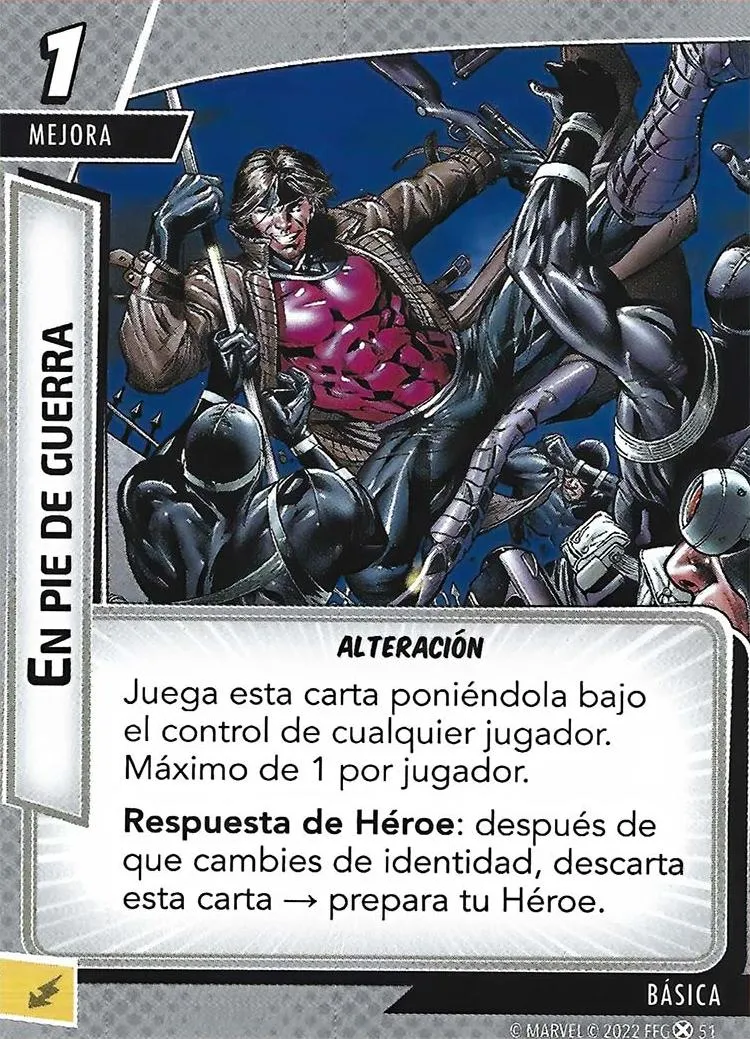 1
MEJORA
EN PIE DE GUERRA
ALTERACIÓN
Juega esta carta poniéndola bajo
el control de cualquier jugador.
Máximo de 1 por jugador.
Respuesta de Héroe: después de
que cambies de identidad, descarta
esta carta → prepara tu Héroe.
BÁSICA
© MARVEL © 2022 FFG 51